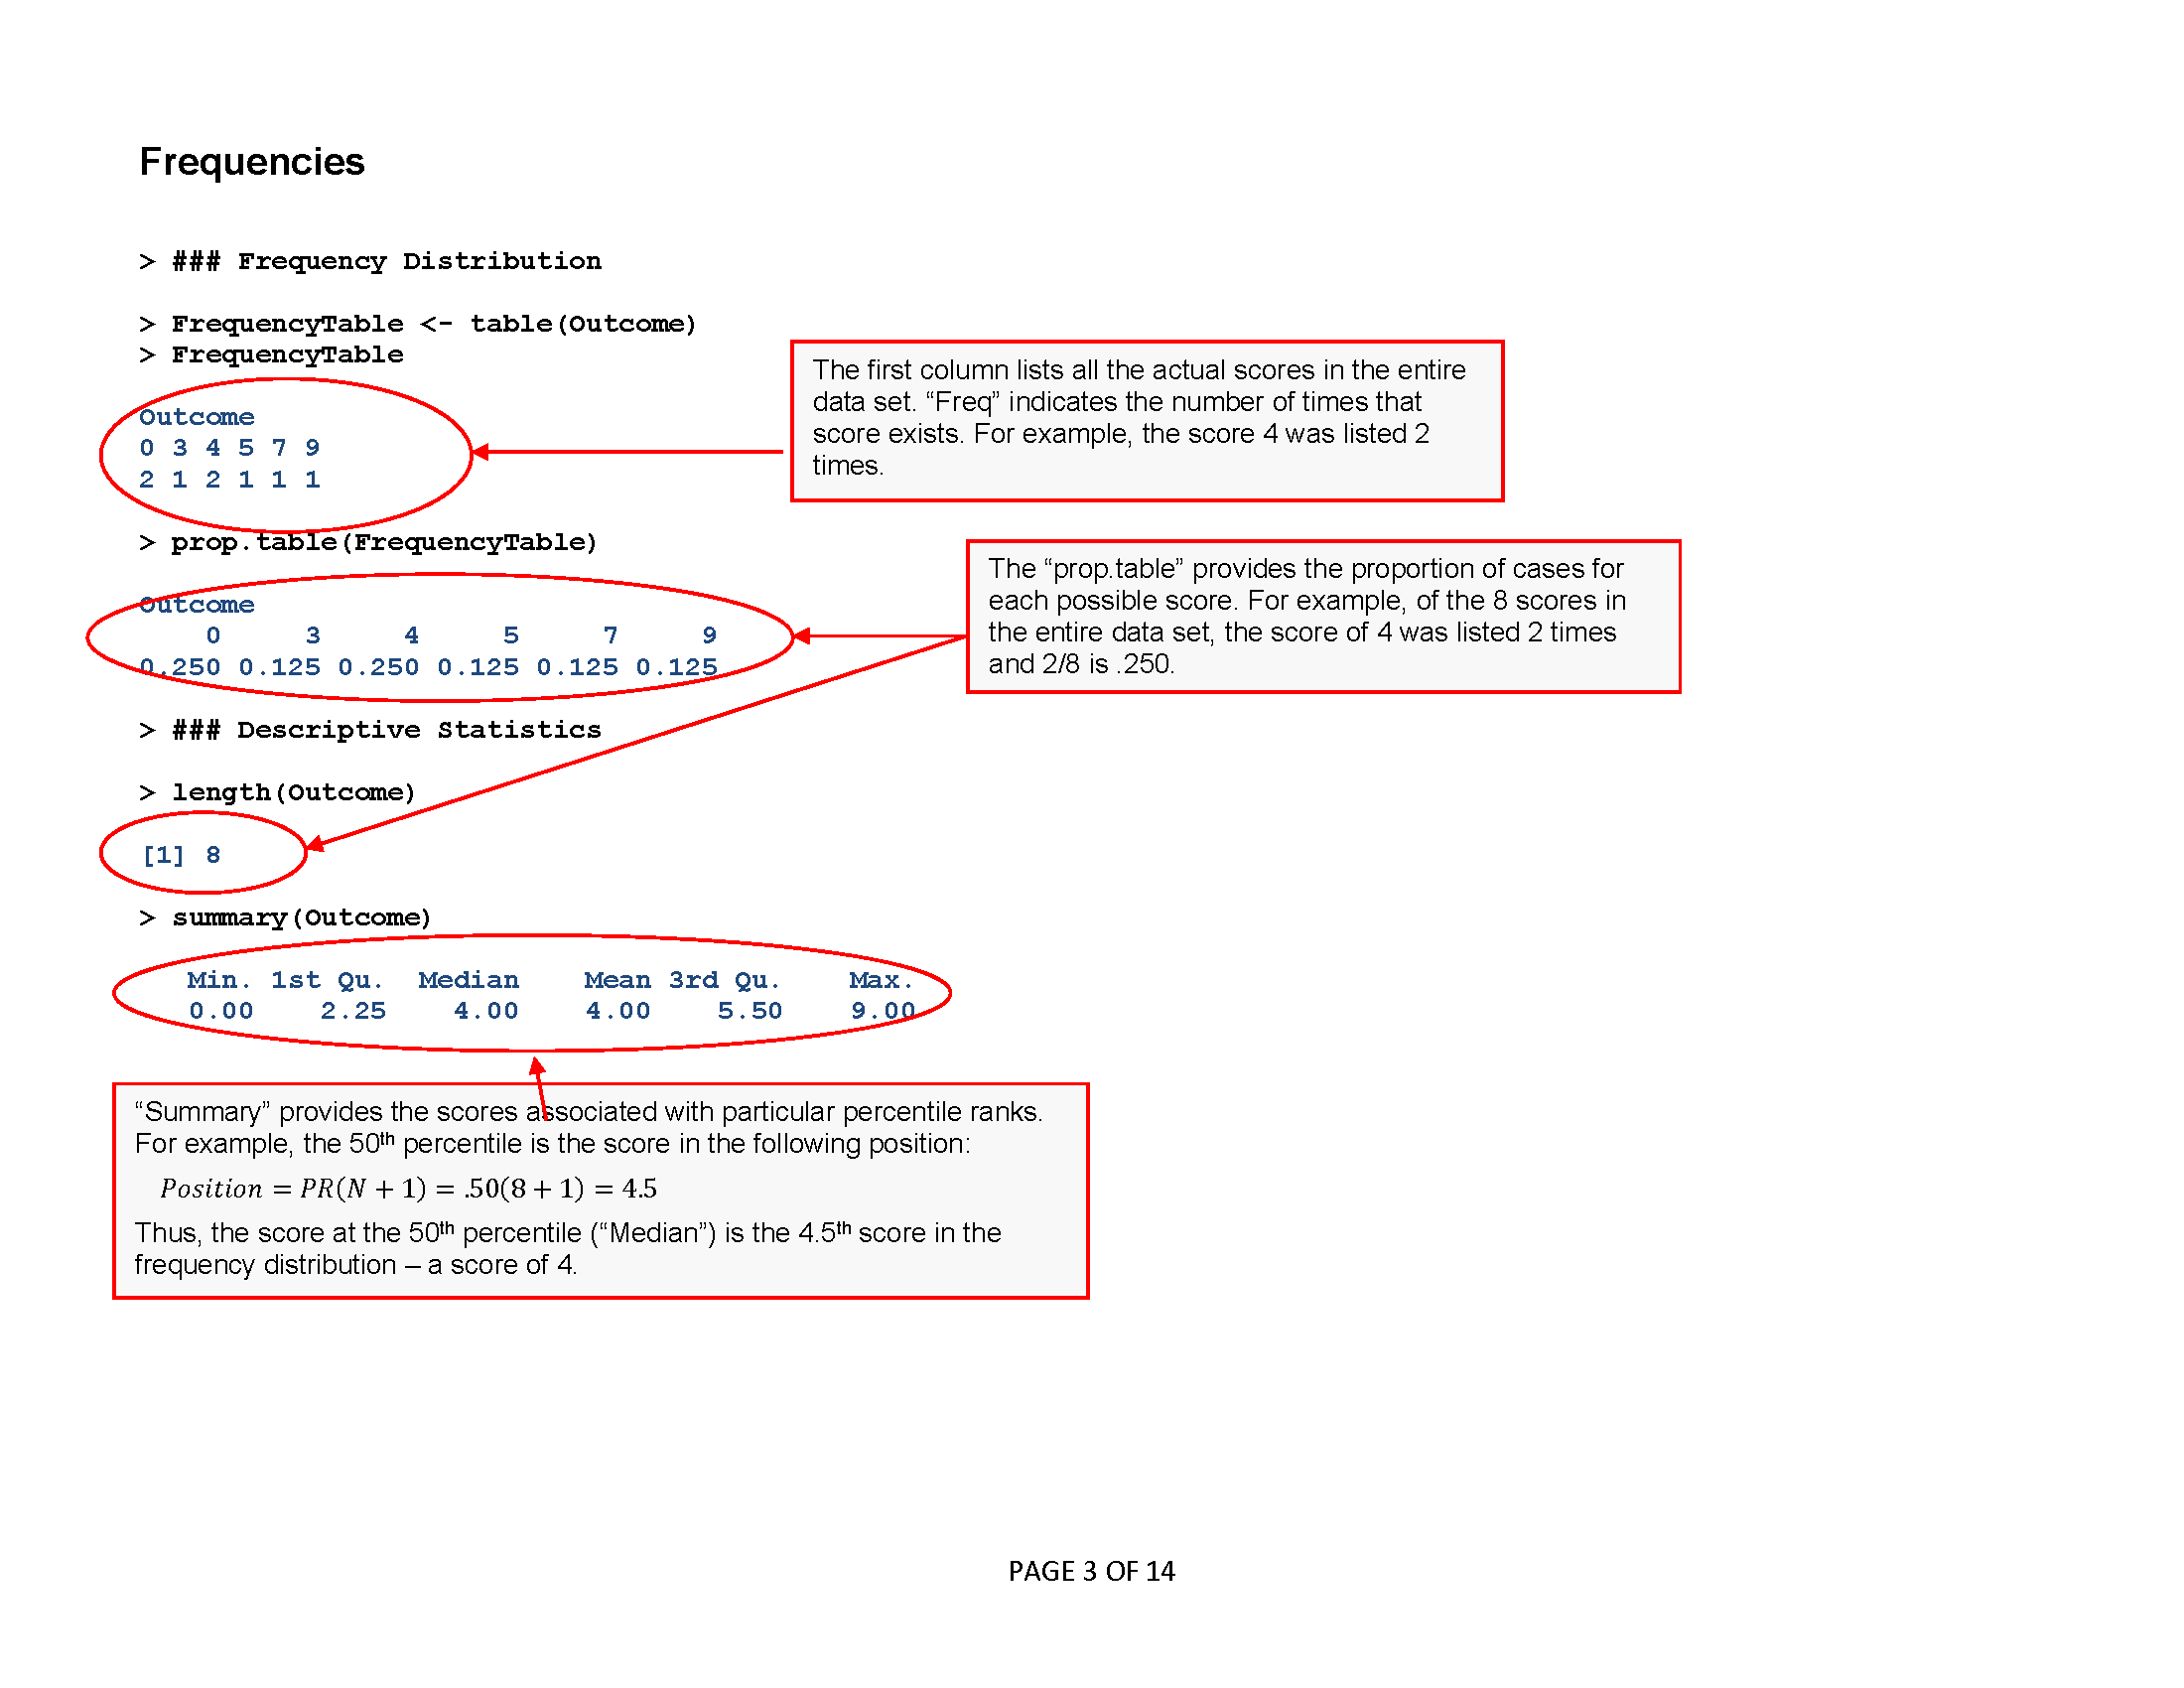 Frequencies
> ### Frequency Distribution
> FrequencyTable <- table(Outcome)
> FrequencyTable
Outcome
0 3 4 5 7 9
2 1 2 1 1 1
The first column lists all the actual scores in the entire
data set. “Freq” indicates the number of times that
score exists. For example, the score 4 was listed 2
times.
> prop.table(FrequencyTable)
Outcome
0 3 4 5 7 9
0.250 0.125 0.250 0.125 0.125 0.125
The “prop.table” provides the proportion of cases for
each possible score. For example, of the 8 scores in
the entire data set, the score of 4 was listed 2 times
and 2/8 is .250.
> ### Descriptive Statistics
> length(Outcome)
[1] 8
> summary(Outcome)
Min. 1st Qu. Median Mean 3rd Qu. Max.
0.00 2.25 4.00 4.00 5.50 9.00
“Summary” provides the scores associated with particular percentile ranks.
For example, the 50th percentile is the score in the following position:
Position = PR(N + 1) = .50(8 + 1) = 4.5
Thus, the score at the 50th percentile (“Median”) is the 4.5th score in the
frequency distribution – a score of 4.
PAGE 3 OF 14